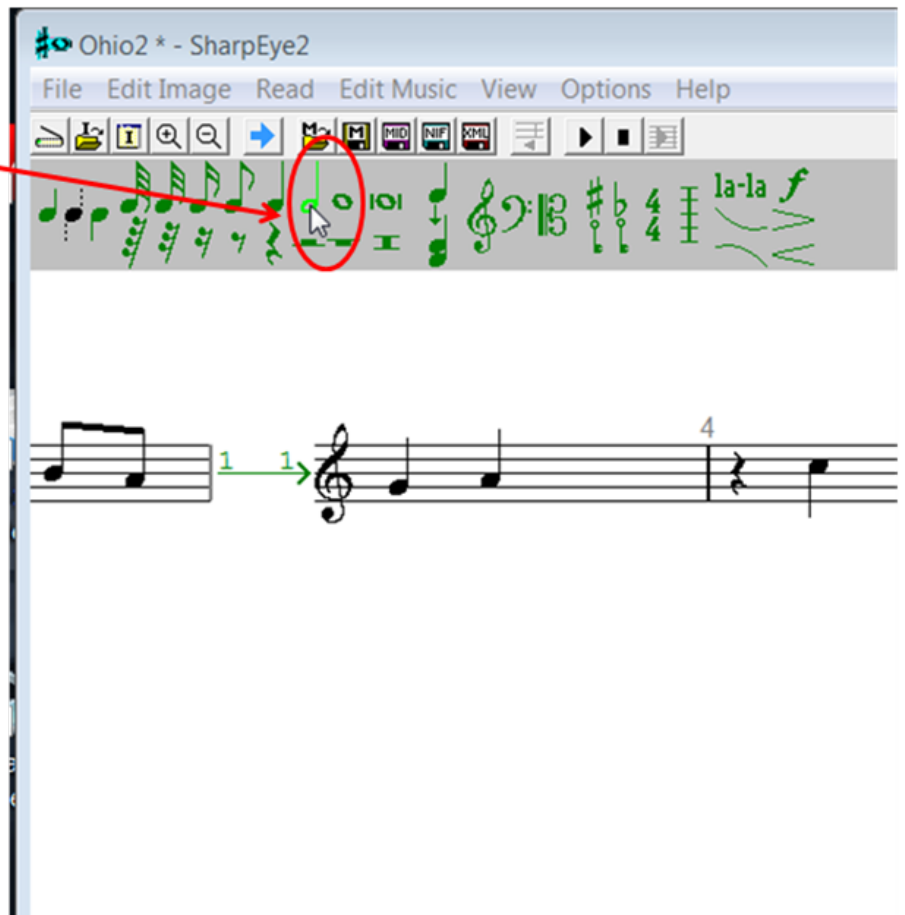 Ohio2 * - SharpEye2
File Edit Image Read Edit Music View Options Help
I I M M MID NIF XML
la-la f
4
4
4
1 1